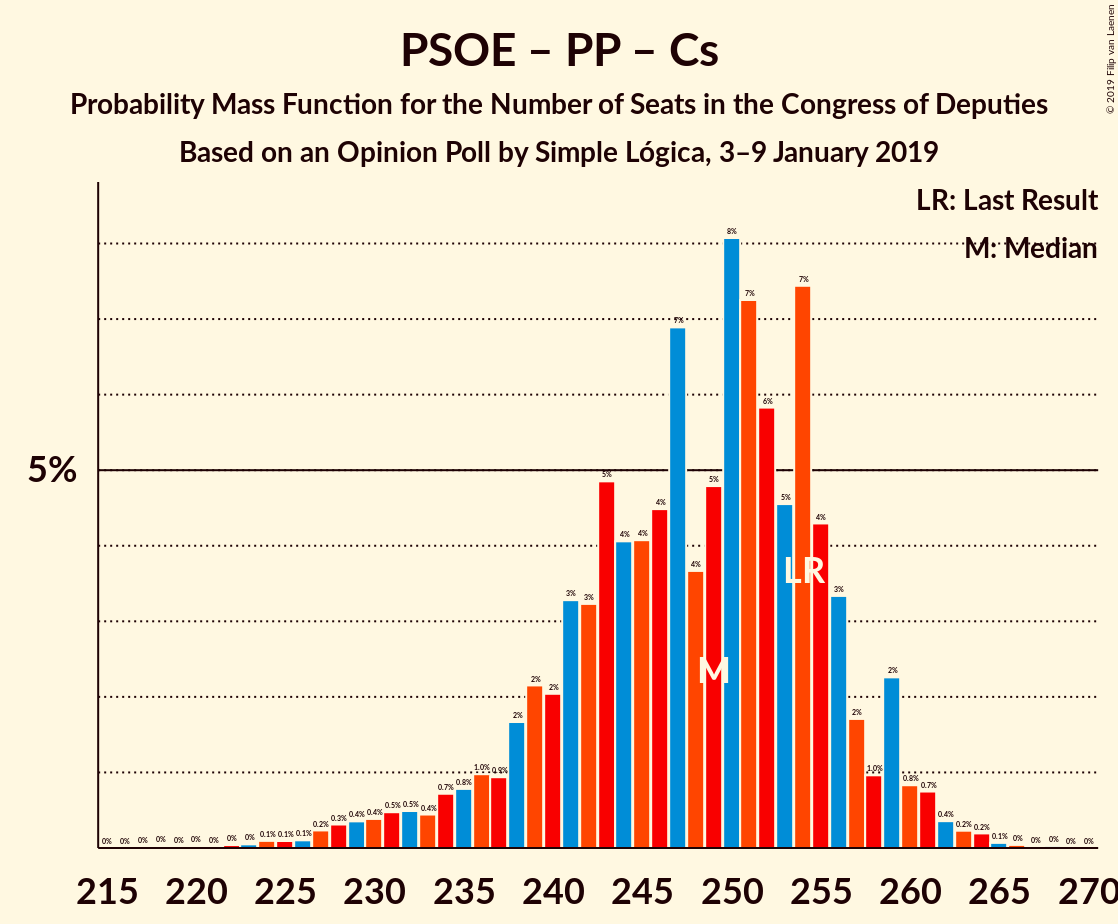 © 2019 Filip van Laenen
PSOE – PP – Cs
Probability Mass Function for the Number of Seats in the Congress of Deputies
Based on an Opinion Poll by Simple Lógica, 3–9 January 2019
LR: Last Result
M: Median
5%
0% 0% 0% 0% 0% 0% 0% 0% 0% 0.1% 0.1% 0.1% 0.2% 0.3% 0.4% 0.4% 0.5% 0.5% 0.4% 0.7% 0.8% 1.0% 0.9% 2% 2% 2% 3% 3% 5% 4% 4% 4% 7% 4% 5% 8% 7% 6% 5% 7% 4% 3% 2% 1.0% 2% 0.8% 0.7% 0.4% 0.2% 0.2% 0.1% 0% 0% 0% 0% 0%
LR
M
215 220 225 230 235 240 245 250 255 260 265 270